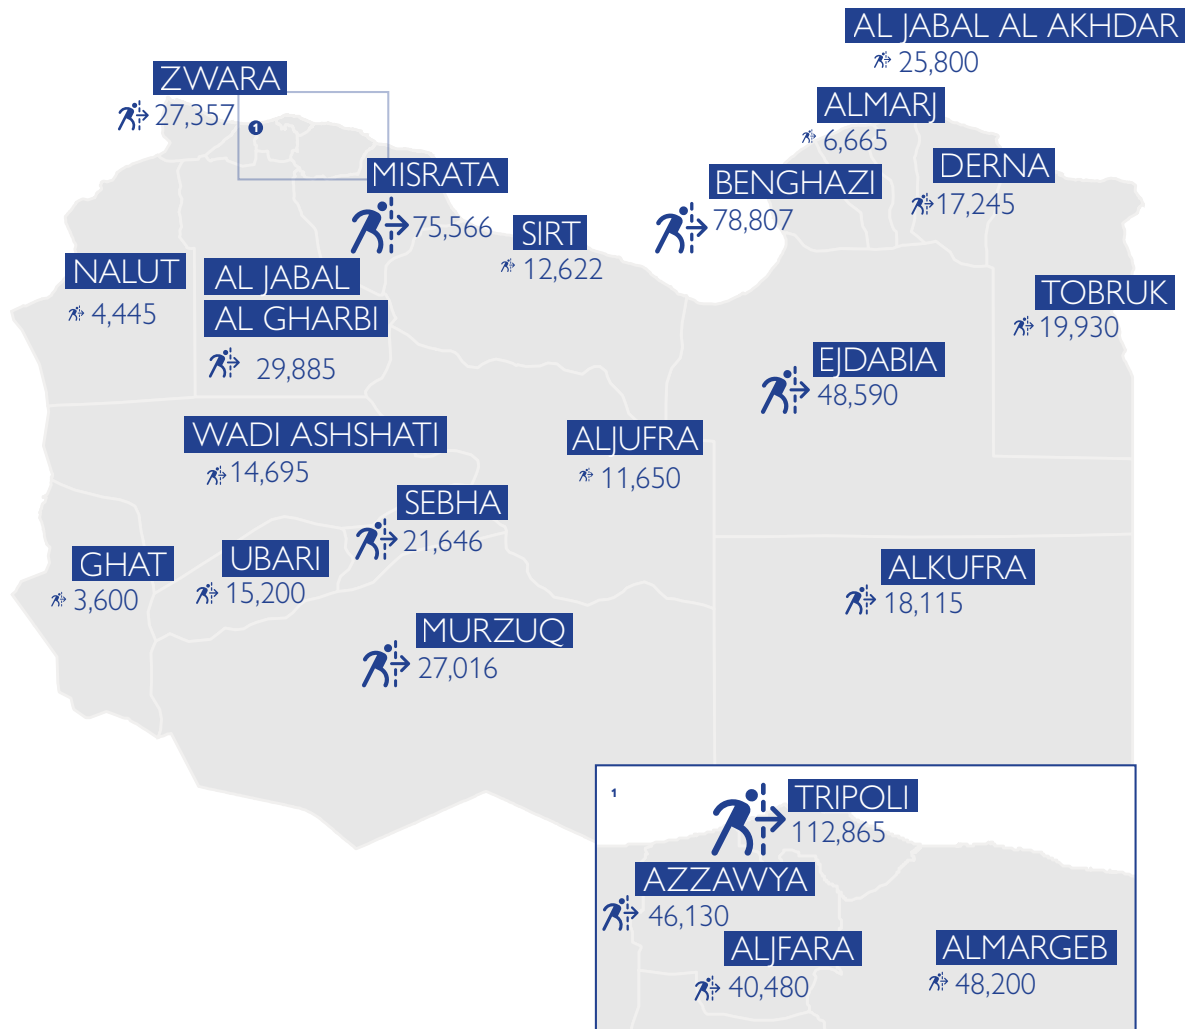 AL JABAL AL AKHDAR
25,800
ZWARA
27,357
1
ALMARJ
6,665
DERNA
17,245
MISRATA
75,566
BENGHAZI
78,807
SIRT
12,622
NALUT
4,445
AL JABAL
AL GHARBI
29,885
TOBRUK
19,930
EJDABIA
48,590
WADI ASHSHATI
14,695
ALJUFRA
11,650
SEBHA
21,646
GHAT
3,600
UBARI
15,200
ALKUFRA
18,115
MURZUQ
27,016
1
TRIPOLI
112,865
AZZAWYA
46,130
ALJFARA
40,480
ALMARGEB
48,200